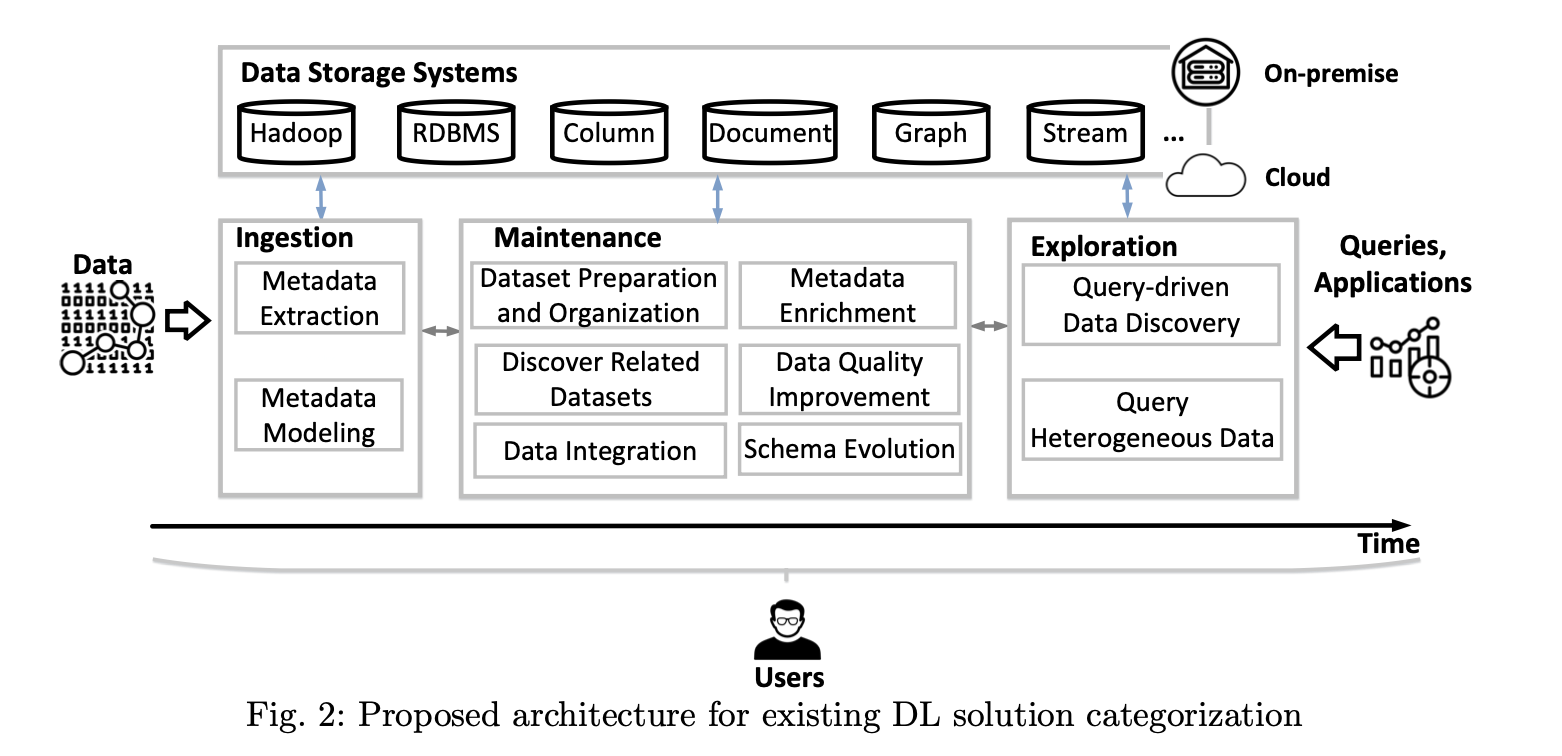 Data Storage Systems
Hadoop
RDBMS
Column
Document
Graph
Stream
...
On-premise
Cloud
Data
1111 11
Ingestion
Metadata
Extraction
Metadata
Modeling
Maintenance
Dataset Preparation
and Organization
Metadata
Enrichment
Discover Related
Datasets
Data Quality
Improvement
Data Integration
Schema Evolution
Exploration
Query-driven
Data Discovery
Query
Heterogeneous Data
Queries,
Applications
Time
Users
Fig. 2: Proposed architecture for existing DL solution categorization